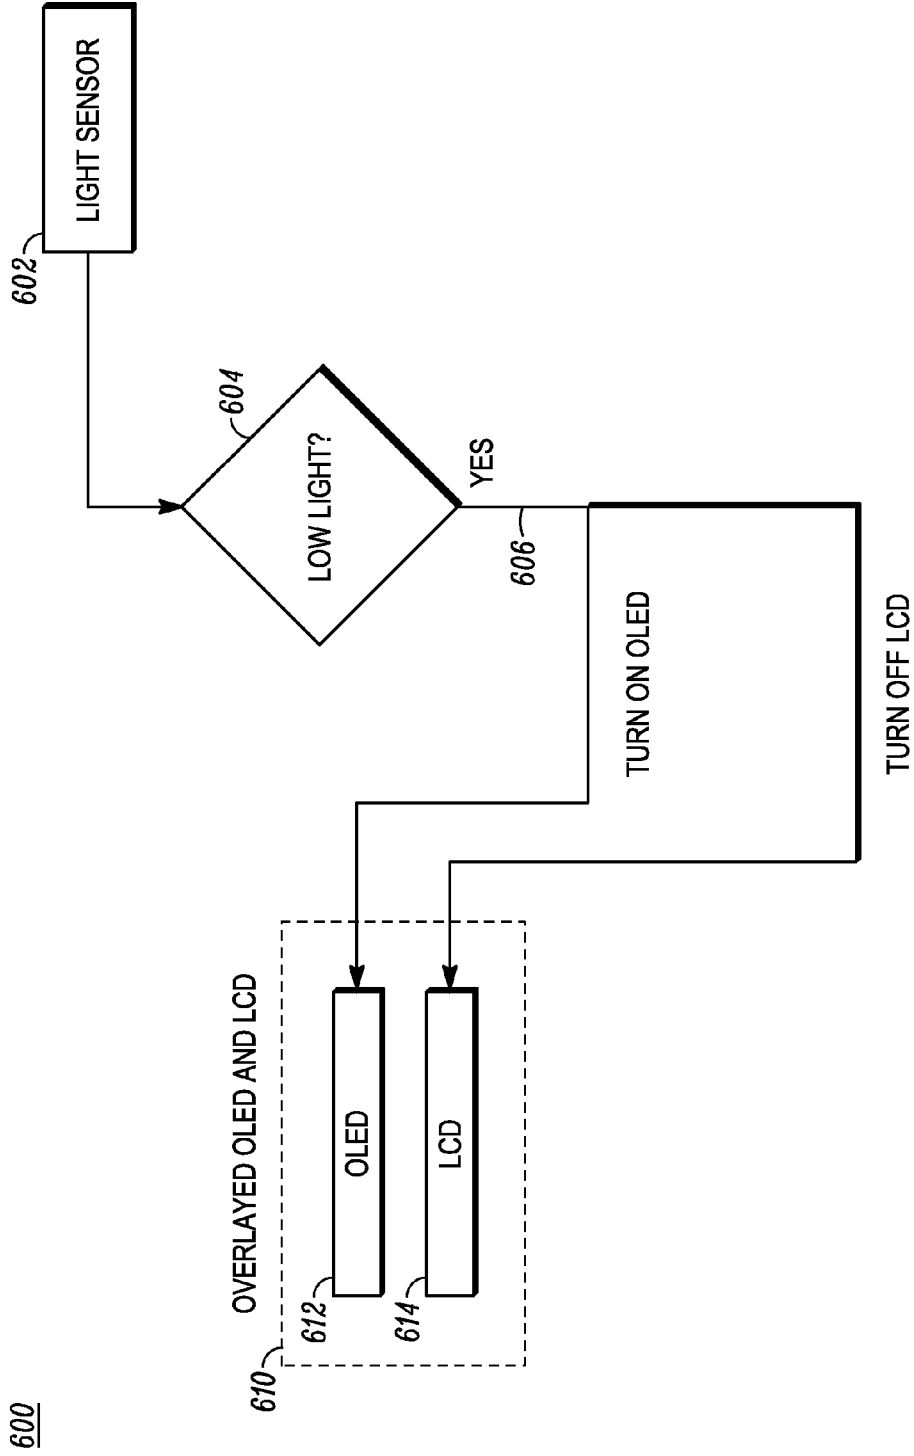 600
602
LIGHT SENSOR
604
LOW LIGHT?
YES
606
TURN ON OLED
TURN OFF LCD
OVERLAYED OLED AND LCD
610
612
OLED
614
LCD